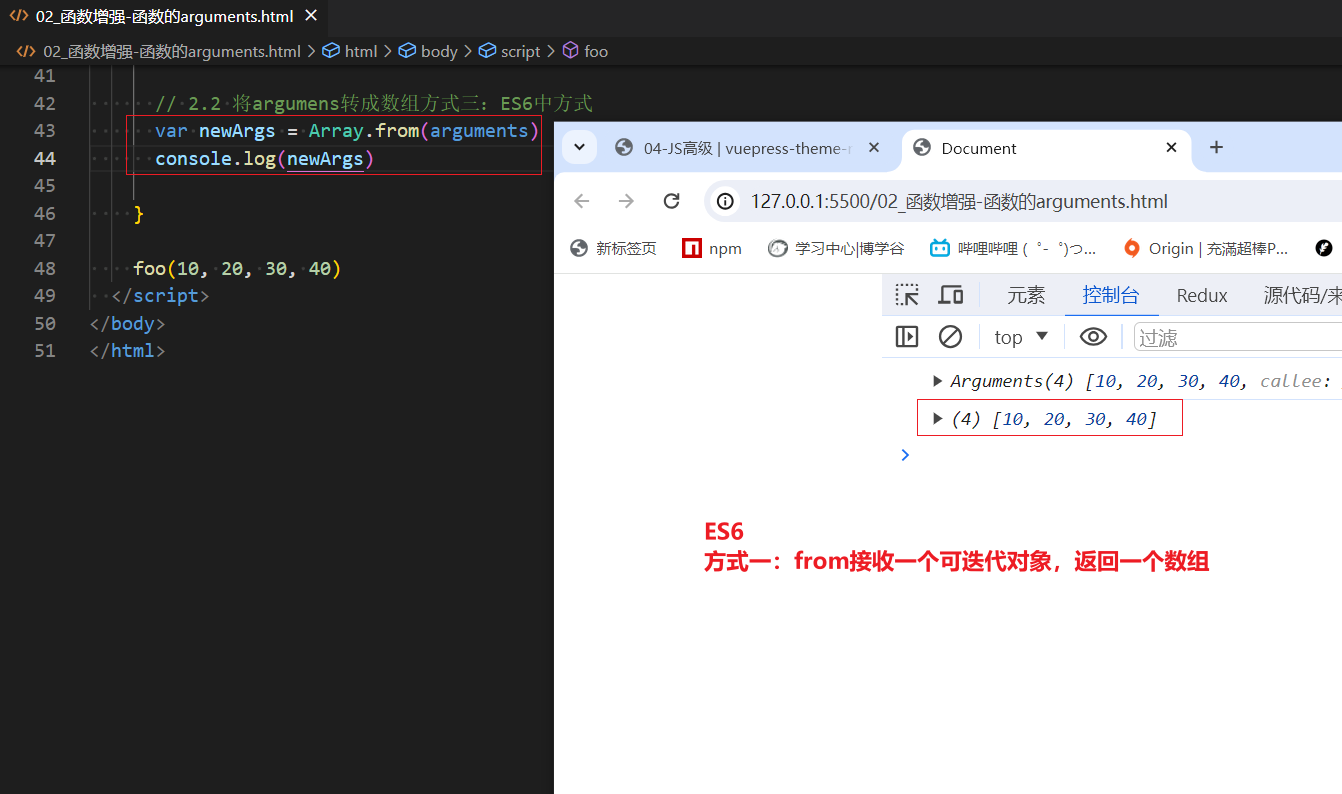 02_函数增强-函数的arguments.html
02_函数增强-函数的arguments.html > html > body > script > foo
41
42 // 2.2 将argumens转成数组方式三：ES6中方式
43 var newArgs = Array.from(arguments)
44 console.log(newArgs)
45
46 }
47
48 foo(10, 20, 30, 40)
49 </script>
50 </body>
51 </html>
04-JS高级 | vuepress-theme-
Document
127.0.0.1:5500/02_函数增强-函数的arguments.html
新标签页 npm 学习中心|博学谷 哔哩哔哩 (゜-゜)つ... Origin | 充滿超棒P...
元素 控制台 Redux 源代码/来
top 过滤
Arguments(4) [10, 20, 30, 40, callee:
(4) [10, 20, 30, 40]
ES6
方式一：from接收一个可迭代对象，返回一个数组